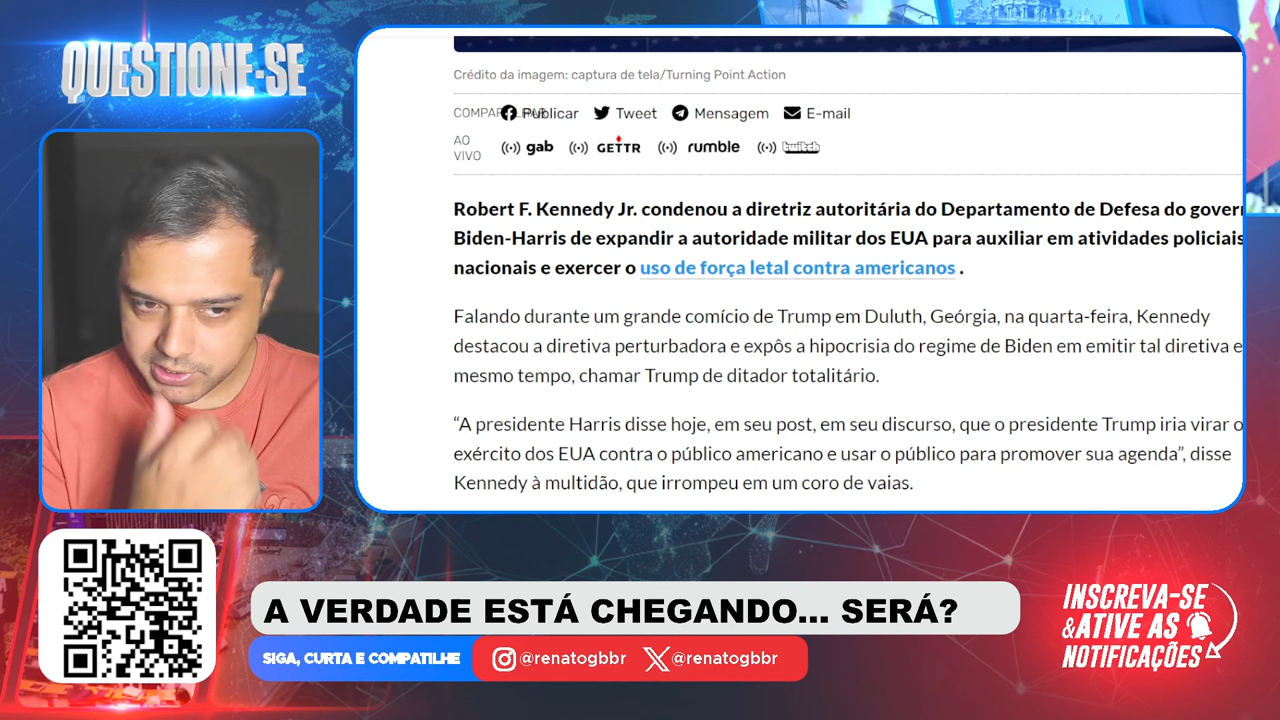 QUESTIONE-SE
Crédito da imagem: captura de tela/Turning Point Action
Publicar Tweet Mensagem E-mail
AO VIVO
gab GETTR rumble twitch
Robert F. Kennedy Jr. condenou a diretriz autoritária do Departamento de Defesa do gover
Biden-Harris de expandir a autoridade militar dos EUA para auxiliar em atividades policiais
nacionais e exercer o uso de força letal contra americanos .
Falando durante um grande comício de Trump em Duluth, Geórgia, na quarta-feira, Kennedy
destacou a diretiva perturbadora e expôs a hipocrisia do regime de Biden em emitir tal diretiva e
mesmo tempo, chamar Trump de ditador totalitário.
“A presidente Harris disse hoje, em seu post, em seu discurso, que o presidente Trump iria virar o
exército dos EUA contra o público americano e usar o público para promover sua agenda”, disse
Kennedy à multidão, que irrompeu em um coro de vaias.
A VERDADE ESTÁ CHEGANDO... SERÁ?
SIGA, CURTA E COMPATILHE @renatogbbr @renatogbbr
INSCREVA-SE
&ATIVE AS
NOTIFICAÇÕES